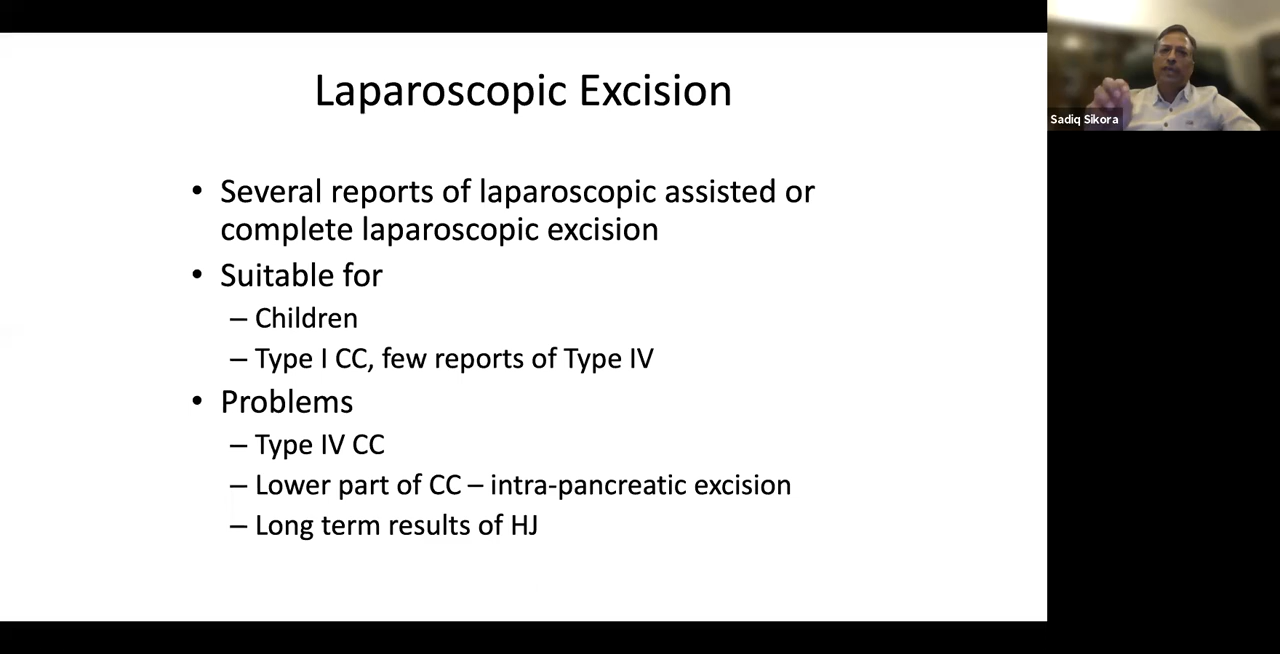 Laparoscopic Excision
• Several reports of laparoscopic assisted or
complete laparoscopic excision
• Suitable for
– Children
– Type I CC, few reports of Type IV
• Problems
– Type IV CC
– Lower part of CC – intra-pancreatic excision
– Long term results of HJ
Sadiq Sikora